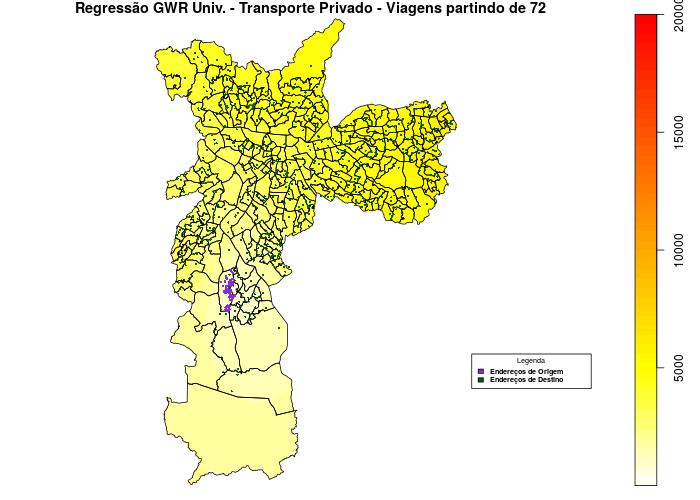 Regressão GWR Univ. - Transporte Privado - Viagens partindo de 72
20000
15000
10000
5000
Legenda
Endereços de Origem
Endereços de Destino